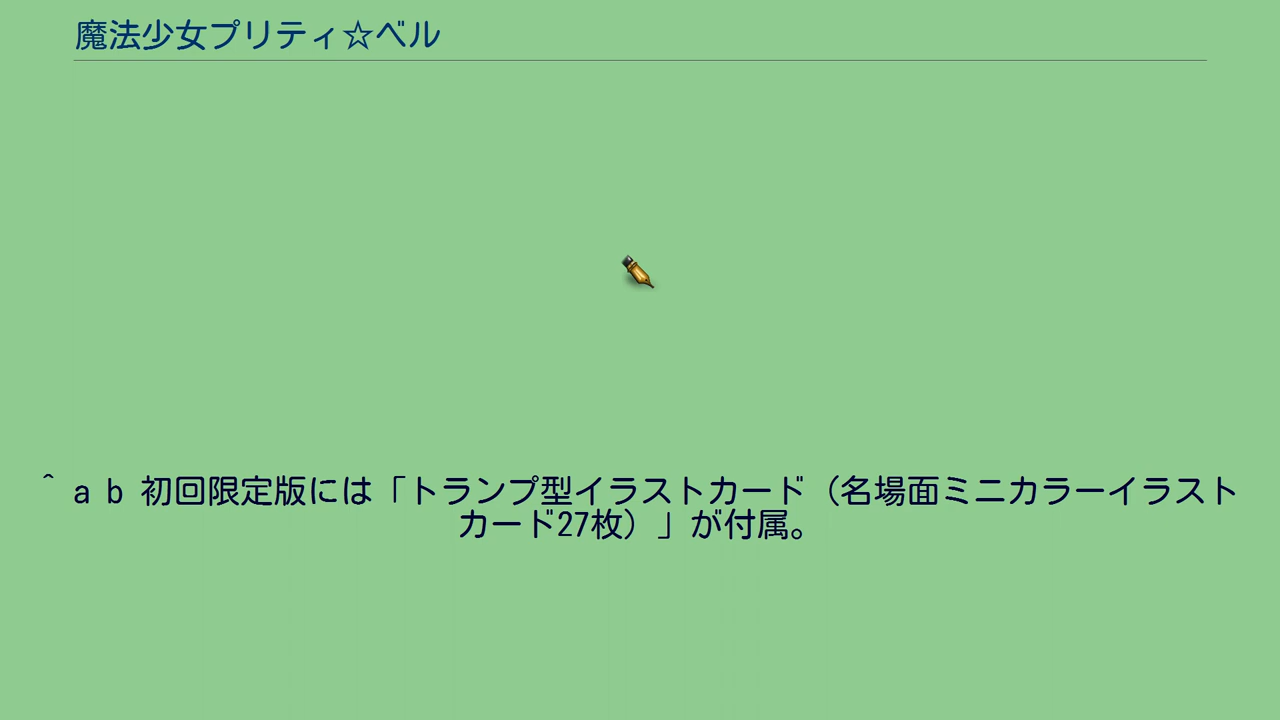 魔法少女プリティ☆ベル
^ a b 初回限定版には「トランプ型イラストカード（名場面ミニカラーイラスト
カード27枚）」が付属。